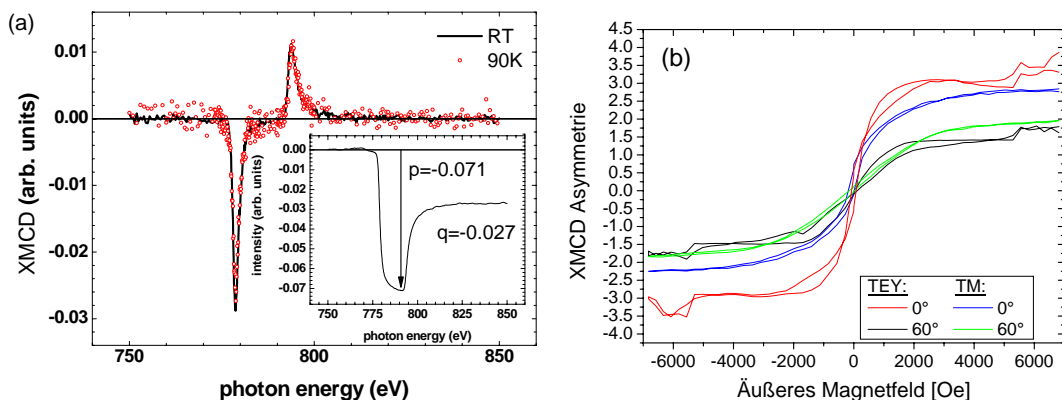 (a)
XMCD (arb. units)
0.01
0.00
-0.01
-0.02
-0.03
RT
90K
intensity (arb. units)
0.00
-0.01
-0.02
-0.03
-0.04
-0.05
-0.06
-0.07
p=-0.071
q=-0.027
750 775 800 825 850
photon energy (eV)
750 800 850
photon energy (eV)
(b)
XMCD Asymmetrie
4.5
4.0
3.5
3.0
2.5
2.0
1.5
1.0
0.5
0.0
-0.5
-1.0
-1.5
-2.0
-2.5
-3.0
-3.5
-4.0
TEY: TM:
0° 0°
60° 60°
-6000 -4000 -2000 0 2000 4000 6000
Äußeres Magnetfeld [Oe]